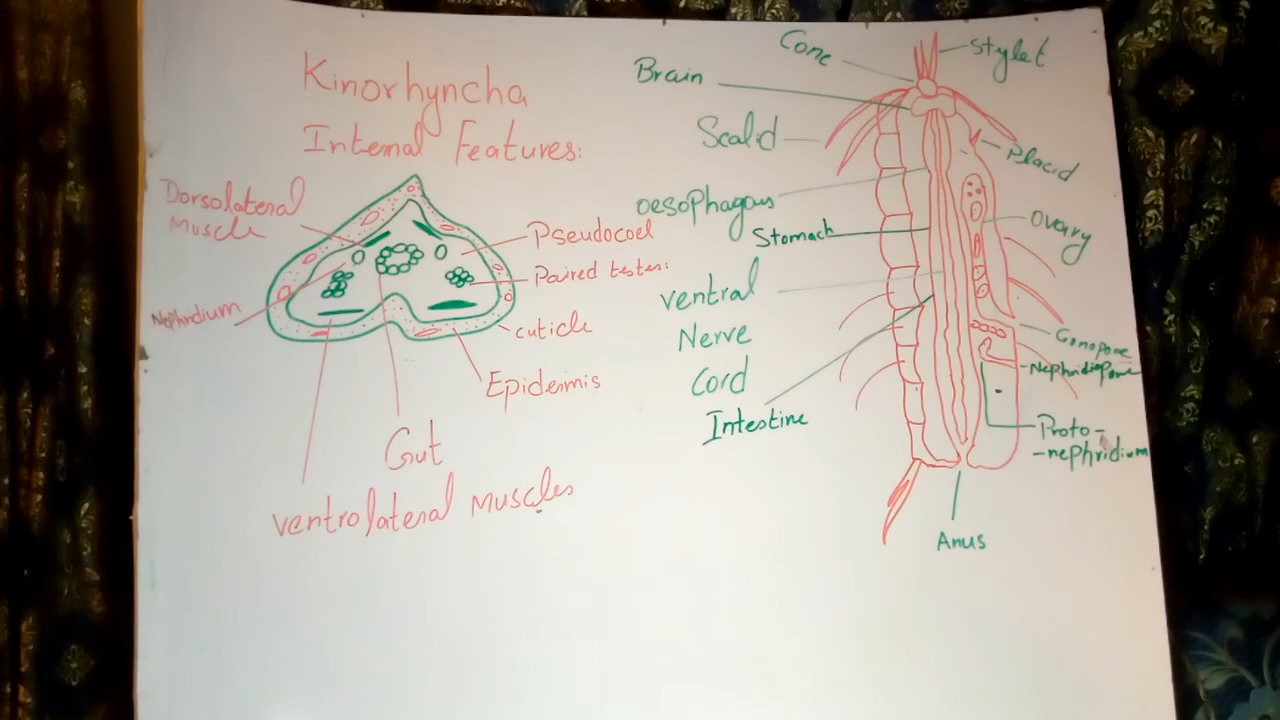 Kinorhyncha
Internal Features:
Dorsolateral
Muscle
Nephridium
Pseudocoel
Paired testes:
cuticle
Epidermis
Gut
ventrolateral Muscles
Cone
Stylet
Brain
Scalid
Placid
oesophagous
Ovary
Stomach
ventral
Nerve
Cord
Gonopore
-Nephridiopore
Intestine
Proto-
-nephridium
Anus